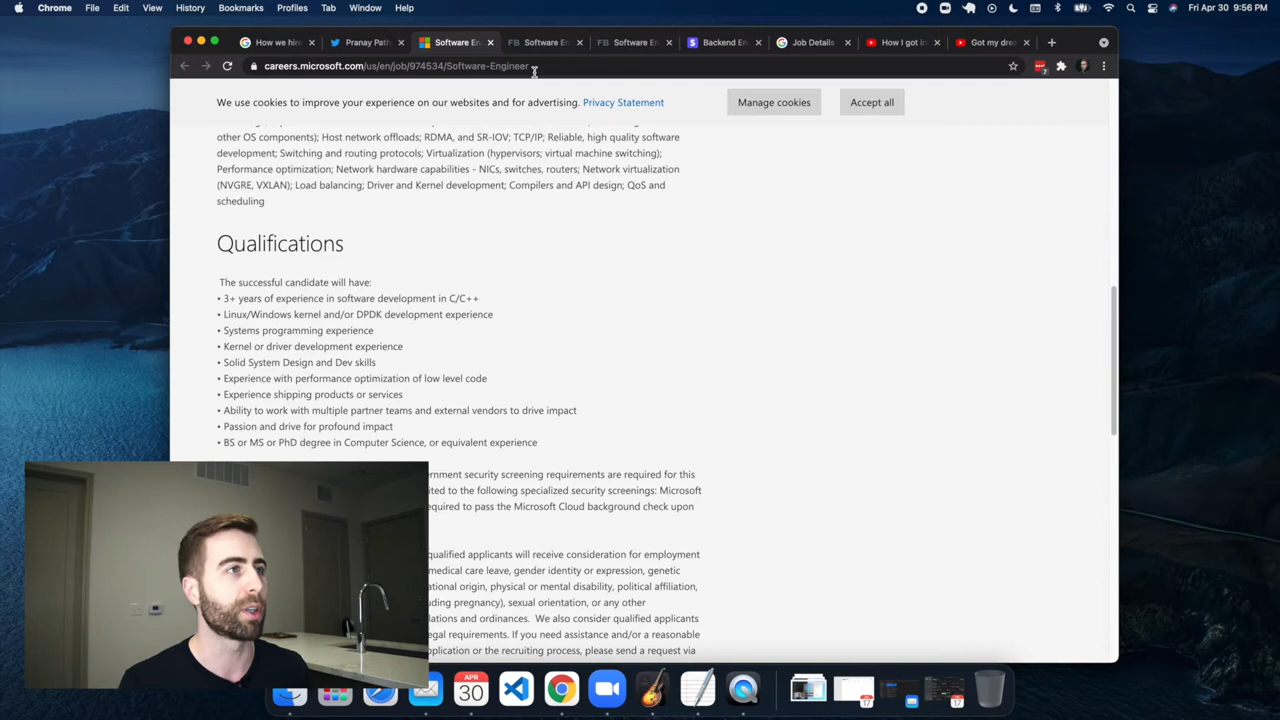 Chrome File Edit View History Bookmarks Profiles Tab Window Help
Fri Apr 30 9:56 PM
How we hire
Pranay Path
Software En
Software En
Software En
Backend En
Job Details
How I got in
Got my drea
careers.microsoft.com/us/en/job/974534/Software-Engineer
7
We use cookies to improve your experience on our websites and for advertising. Privacy Statement
Manage cookies
Accept all
other OS components); Host network offloads; RDMA, and SR-IOV; TCP/IP; Reliable, high quality software
development; Switching and routing protocols; Virtualization (hypervisors; virtual machine switching);
Performance optimization; Network hardware capabilities - NICs, switches, routers; Network virtualization
(NVGRE, VXLAN); Load balancing; Driver and Kernel development; Compilers and API design; QoS and
scheduling
Qualifications
The successful candidate will have:
• 3+ years of experience in software development in C/C++
• Linux/Windows kernel and/or DPDK development experience
• Systems programming experience
• Kernel or driver development experience
• Solid System Design and Dev skills
• Experience with performance optimization of low level code
• Experience shipping products or services
• Ability to work with multiple partner teams and external vendors to drive impact
• Passion and drive for profound impact
• BS or MS or PhD degree in Computer Science, or equivalent experience
ernment security screening requirements are required for this
ited to the following specialized security screenings: Microsoft
equired to pass the Microsoft Cloud background check upon
qualified applicants will receive consideration for employment
medical care leave, gender identity or expression, genetic
ational origin, physical or mental disability, political affiliation,
uding pregnancy), sexual orientation, or any other
lations and ordinances. We also consider qualified applicants
egal requirements. If you need assistance and/or a reasonable
pplication or the recruiting process, please send a request via
APR
30
17
17